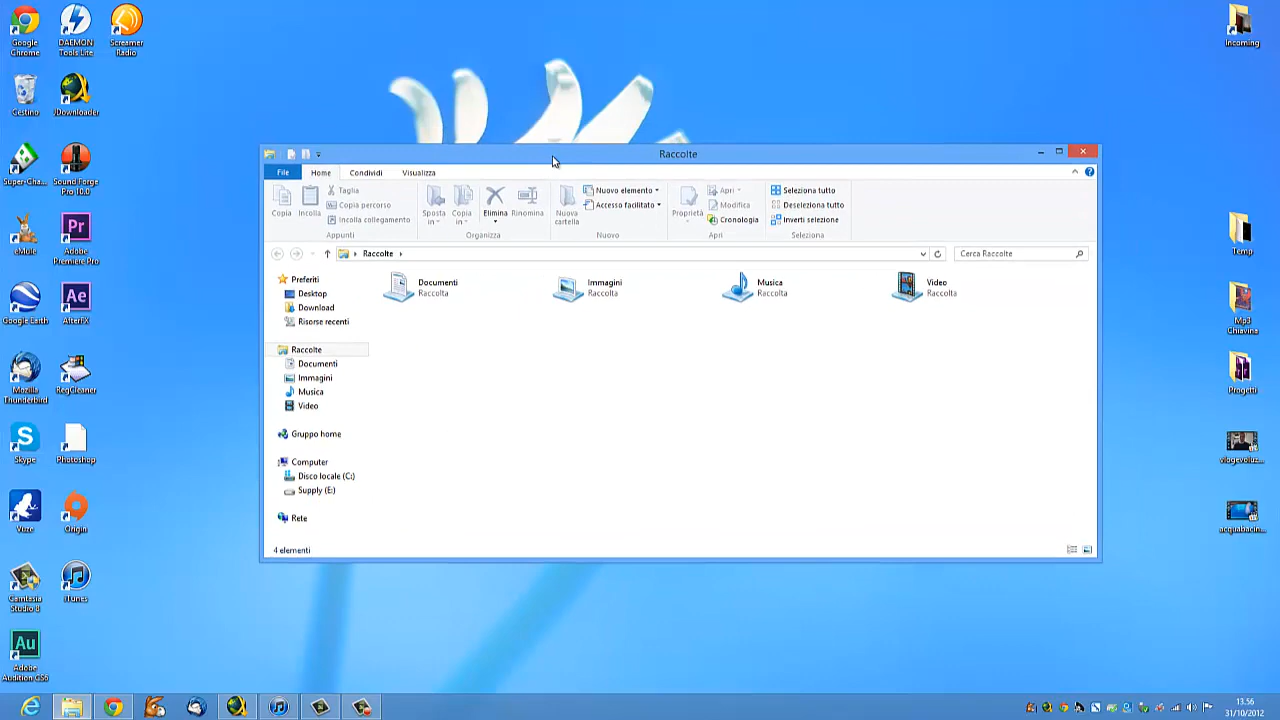 Google
Chrome
DAEMON
Tools Lite
Screamer
Radio
Incoming
Cestino
JDownloader
Super-Cha...
Sound Forge
Pro 10.0
eMule
Adobe
Premiere Pro
Temp
Google Earth
AfterFX
Mp3
Chiavina
Mozilla
Thunderbird
RegCleaner
Progetti
Skype
Photoshop
vlogevoluz...
Vuze
Origin
acquabacin...
Camtasia
Studio 8
iTunes
Adobe
Audition CS6
Raccolte
File Home Condividi Visualizza
Copia
Incolla
Taglia
Copia percorso
Incolla collegamento
Appunti
Sposta
in
Copia
in
Elimina
Rinomina
Organizza
Nuova
cartella
Nuovo elemento
Accesso facilitato
Nuovo
Proprietà
Apri
Modifica
Cronologia
Apri
Seleziona tutto
Deseleziona tutto
Inverti selezione
Seleziona
Raccolte
Cerca Raccolte
Preferiti
Desktop
Download
Risorse recenti
Raccolte
Documenti
Immagini
Musica
Video
Gruppo home
Computer
Disco locale (C:)
Supply (E:)
Rete
Documenti
Raccolta
Immagini
Raccolta
Musica
Raccolta
Video
Raccolta
4 elementi
13.56
31/10/2012